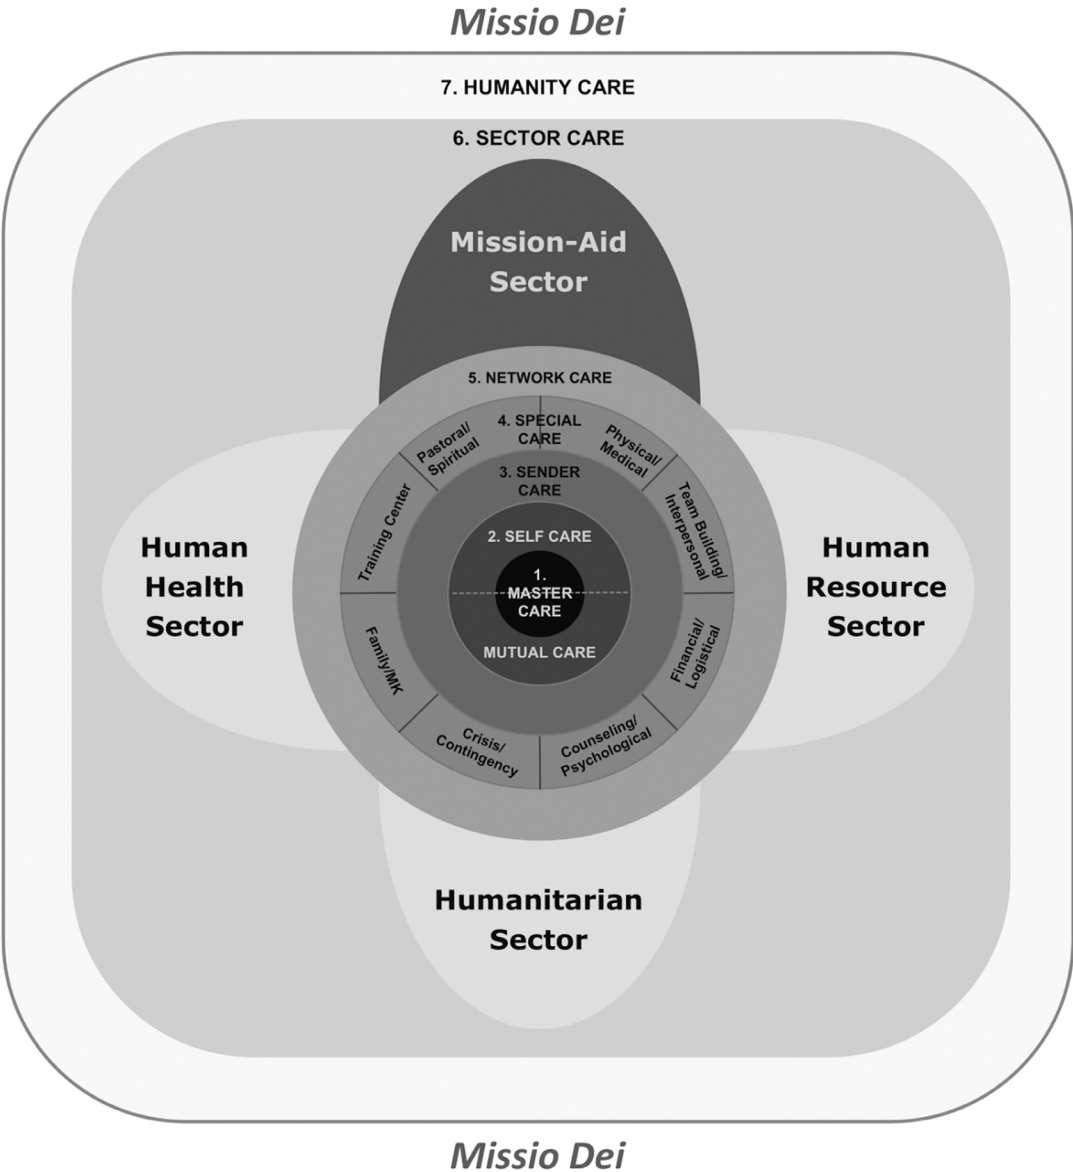 Missio Dei
7. HUMANITY CARE
6. SECTOR CARE
Mission-Aid
Sector
5. NETWORK CARE
4. SPECIAL
CARE
Pastoral/
Spiritual
Physical/
Medical
3. SENDER
CARE
Training Center
Team Building/
Interpersonal
2. SELF CARE
1.
MASTER
CARE
MUTUAL CARE
Human
Health
Sector
Human
Resource
Sector
Family/MK
Financial/
Logistical
Crisis/
Contingency
Counseling/
Psychological
Humanitarian
Sector
Missio Dei